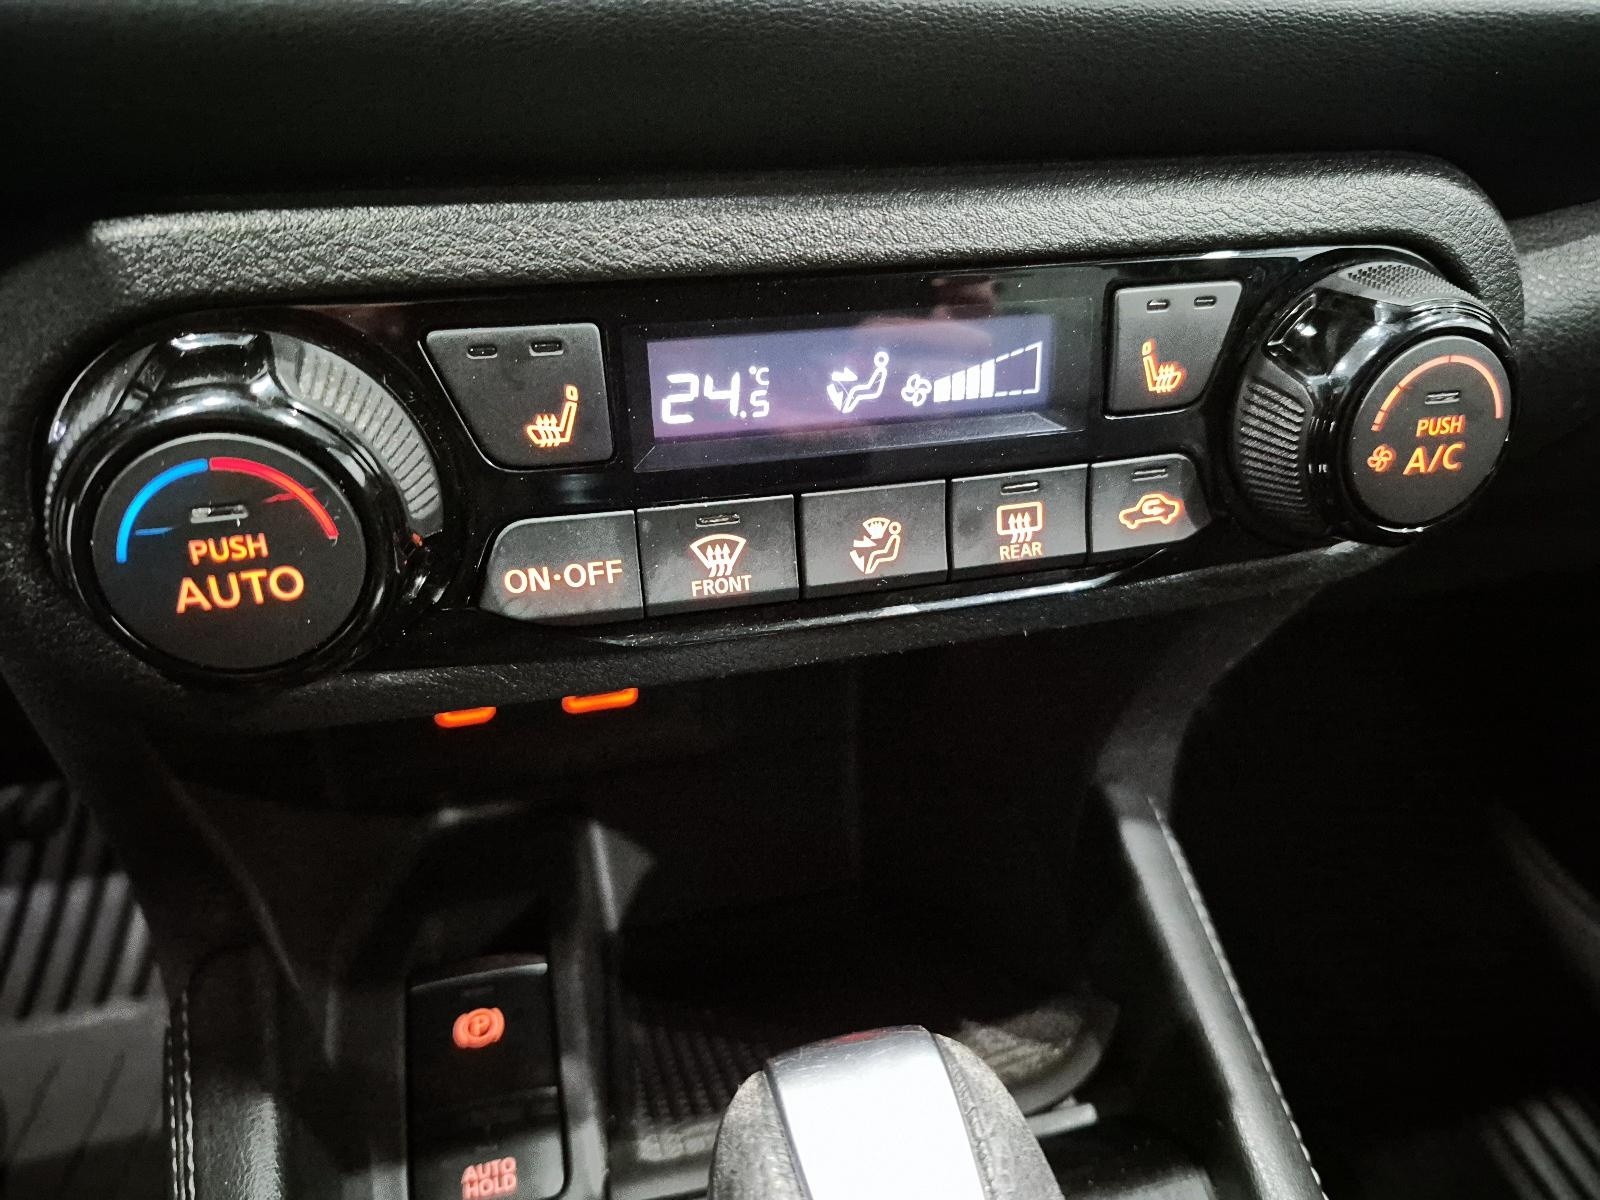 24.5°C
PUSH
A/C
PUSH
AUTO
ON·OFF
FRONT
REAR
P
AUTO
HOLD